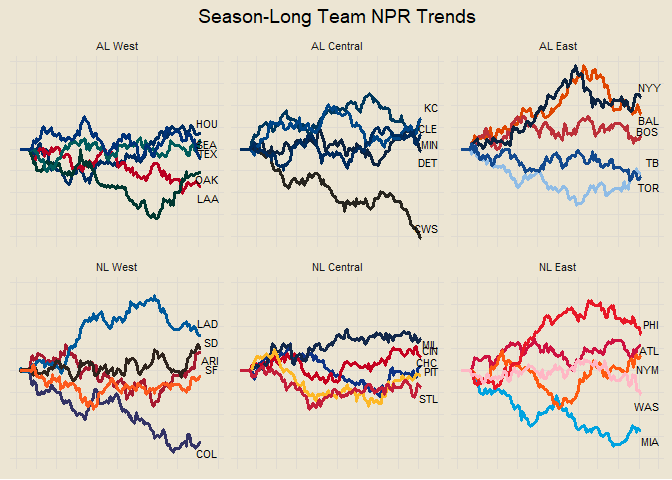 Season-Long Team NPR Trends
AL West
AL Central
AL East
HOU
SEA
TEX
OAK
LAA
KC
CLE
MIN
DET
CWS
NYY
BAL
BOS
TB
TOR
NL West
NL Central
NL East
LAD
SD
ARI
SF
COL
MIL
CIN
CHC
PIT
STL
PHI
ATL
NYM
WAS
MIA